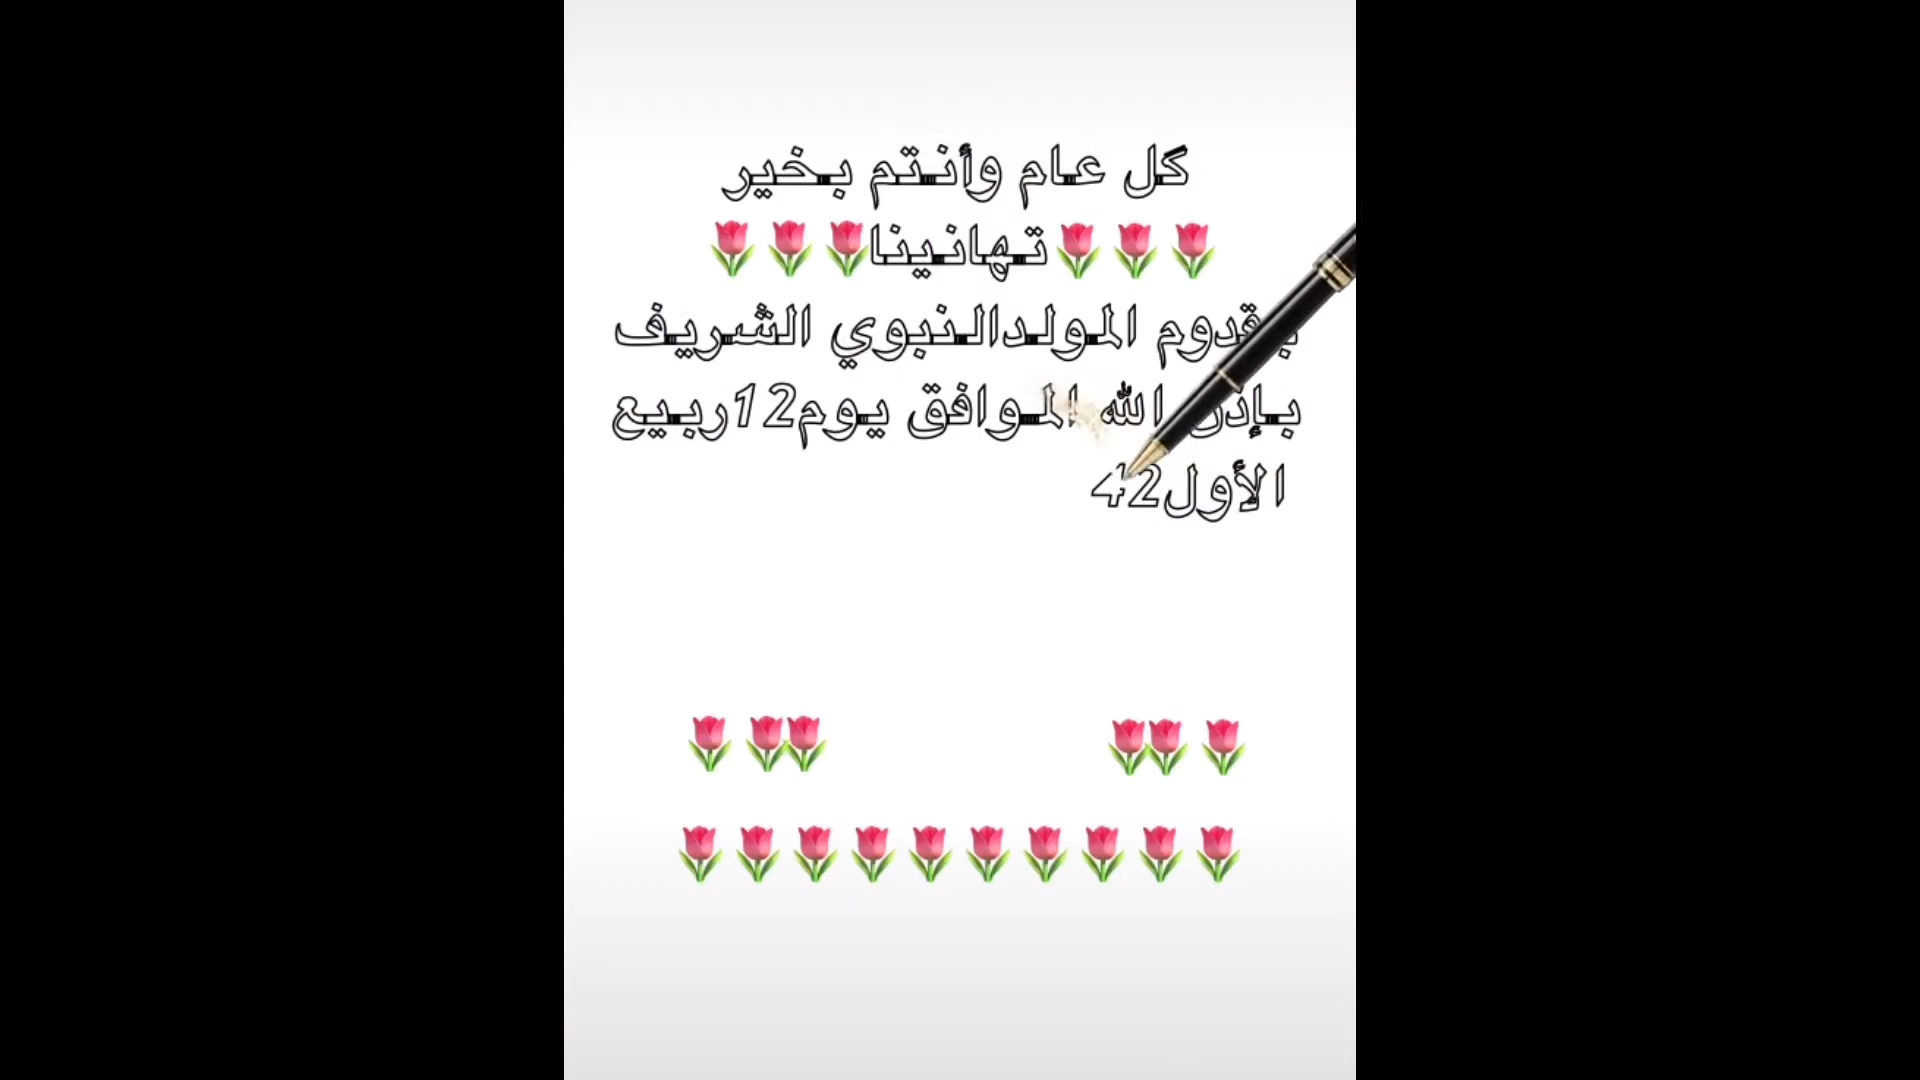 كل عام وأنتم بخير
🌷🌷🌷تهانينا🌷🌷🌷
بقدوم المولدالنبوي الشريف
بإذن الله الموافق يوم12ربيع
الأول42